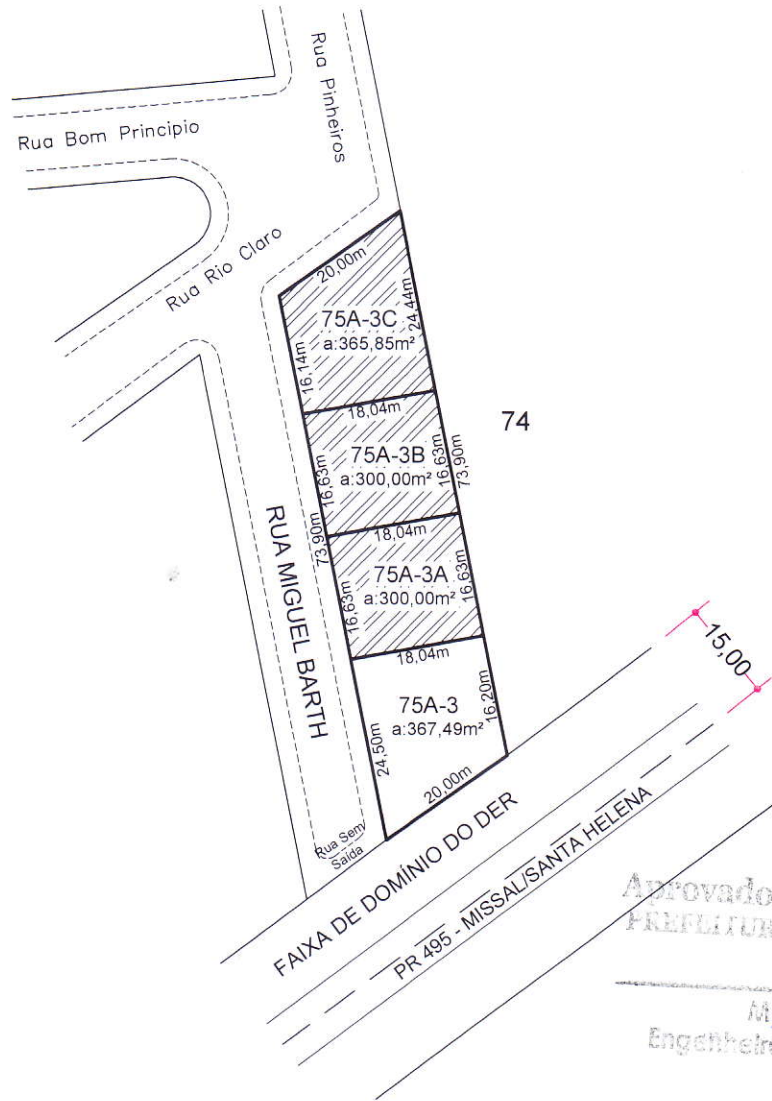 Rua Pinheiros
Rua Bom Principio
Rua Rio Claro
20,00m
75A-3C
a:365,85m²
16,14m
24,44m
18,04m
74
75A-3B
a:300,00m²
16,63m
16,63m
73,90m
73,90m
18,04m
RUA MIGUEL BARTH
75A-3A
a:300,00m²
16,63m
16,63m
18,04m
15,00
75A-3
a:367,49m²
24,50m
16,20m
20,00m
Rua Sem
Saída
FAIXA DE DOMÍNIO DO DER
PR 495 - MISSAL/SANTA HELENA
Aprovado
PREFEITUR
M
Engenhei